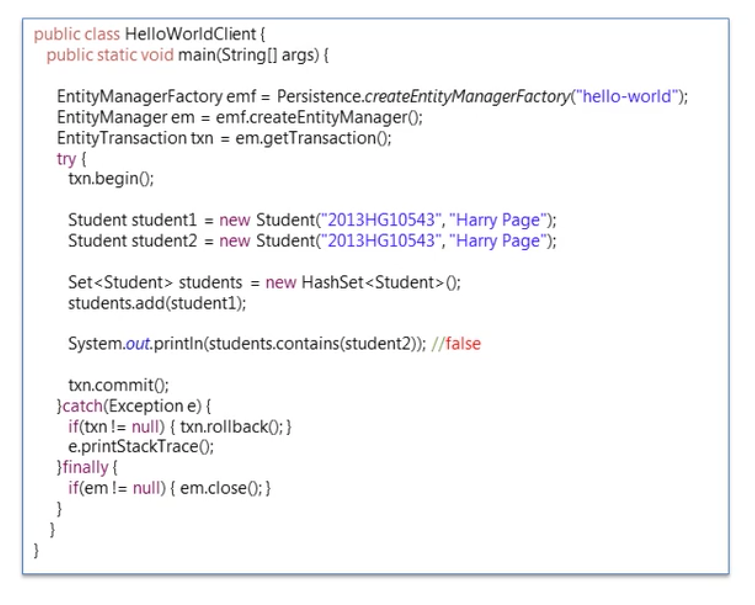 public class HelloWorldClient {
public static void main(String[] args) {
EntityManagerFactory emf = Persistence.createEntityManagerFactory("hello-world");
EntityManager em = emf.createEntityManager();
EntityTransaction txn = em.getTransaction();
try {
txn.begin();
Student student1 = new Student("2013HG10543", "Harry Page");
Student student2 = new Student("2013HG10543", "Harry Page");
Set<Student> students = new HashSet<Student>();
students.add(student1);
System.out.println(students.contains(student2)); //false
txn.commit();
}catch(Exception e) {
if(txn != null) { txn.rollback(); }
e.printStackTrace();
}finally {
if(em != null) { em.close(); }
}
}
}